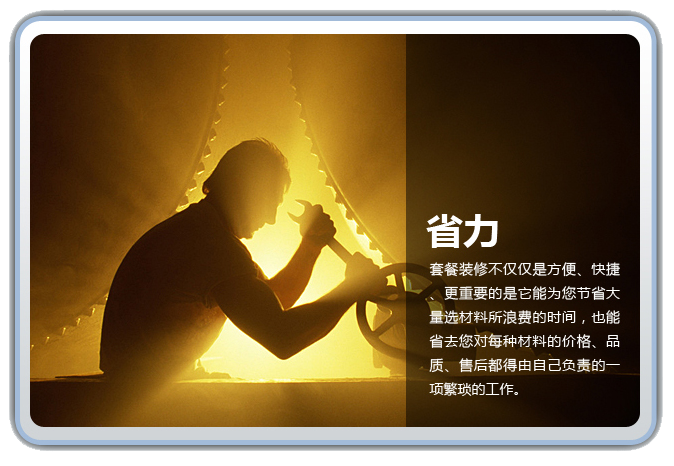 省力
套餐装修不仅仅是方便、快捷
、更重要的是它能为您节省大
量选材料所浪费的时间，也能
省去您对每种材料的价格、品
质、售后都得由自己负责的一
项繁琐的工作。